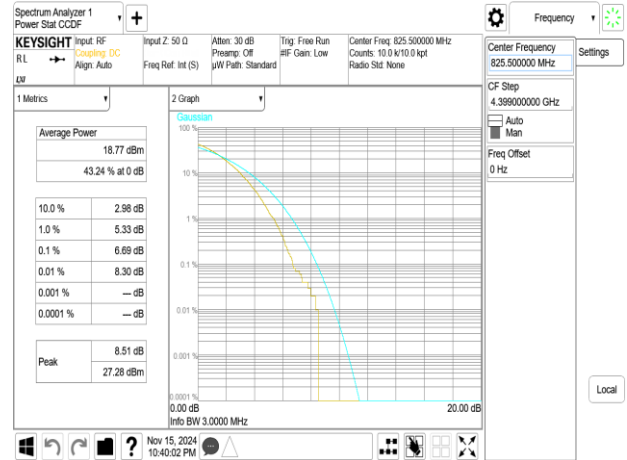 Spectrum Analyzer 1
Power Stat CCDF
Frequency
KEYSIGHT
RL
Input: RF
Coupling: DC
Align: Auto
Input Z: 50 Ω
Freq Ref: Int (S)
Atten: 30 dB
Preamp: Off
µW Path: Standard
Trig: Free Run
#IF Gain: Low
Center Freq: 825.500000 MHz
Counts: 10.0 k/10.0 kpt
Radio Std: None
Center Frequency
825.500000 MHz
Settings
CF Step
4.399000000 GHz
Auto
Man
Freq Offset
0 Hz
1 Metrics
Average Power
18.77 dBm
43.24 % at 0 dB
10.0 % 2.98 dB
1.0 % 5.33 dB
0.1 % 6.69 dB
0.01 % 8.30 dB
0.001 % --- dB
0.0001 % --- dB
Peak
8.51 dB
27.28 dBm
2 Graph
Gaussian
100 %
10 %
1 %
0.1 %
0.01 %
0.001 %
0.0001 %
0.00 dB 20.00 dB
Info BW 3.0000 MHz
Local
?
Nov 15, 2024
10:40:02 PM